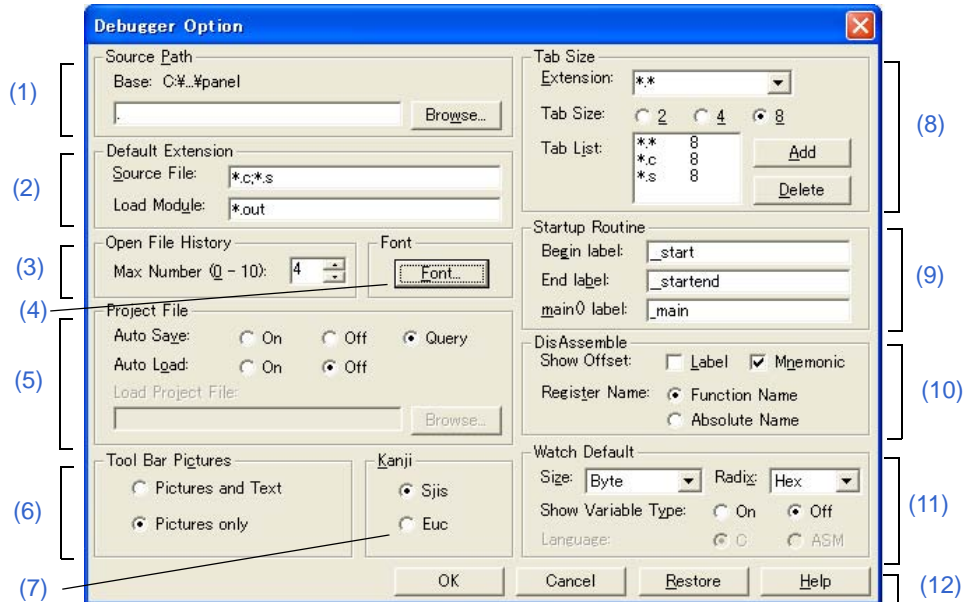 Debugger Option
(1)
Source Path
Base: C:¥...¥panel
.
Browse...
(2)
Default Extension
Source File: *.c;*.s
Load Module: *.out
(3)
Open File History
Max Number (0 - 10): 4
(4)
Font
Font...
(5)
Project File
Auto Save: On Off Query
Auto Load: On Off
Load Project File:
Browse...
(6)
Tool Bar Pictures
Pictures and Text
Pictures only
(7)
Kanji
Sjis
Euc
(8)
Tab Size
Extension: *.*
Tab Size: 2 4 8
Tab List:
*.* 8
*.c 8
*.s 8
Add
Delete
(9)
Startup Routine
Begin label: __start
End label: __startend
main() label: _main
(10)
DisAssemble
Show Offset: Label Mnemonic
Register Name: Function Name
Absolute Name
(11)
Watch Default
Size: Byte Radix: Hex
Show Variable Type: On Off
Language: C ASM
(12)
OK Cancel Restore Help